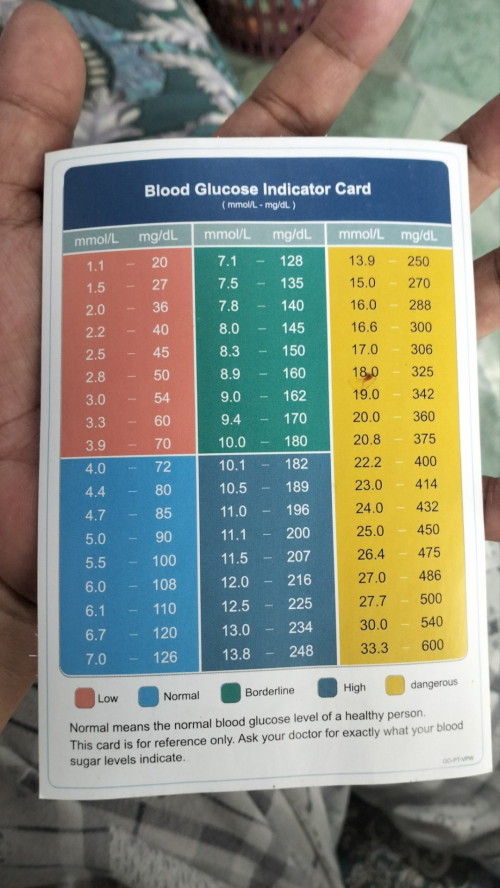 Blood Glucose Indicator Card
( mmol/L - mg/dL )
mmol/L mg/dL mmol/L mg/dL mmol/L mg/dL
1.1 – 20 7.1 – 128 13.9 – 250
1.5 – 27 7.5 – 135 15.0 – 270
2.0 – 36 7.8 – 140 16.0 – 288
2.2 – 40 8.0 – 145 16.6 – 300
2.5 – 45 8.3 – 150 17.0 – 306
2.8 – 50 8.9 – 160 18.0 – 325
3.0 – 54 9.0 – 162 19.0 – 342
3.3 – 60 9.4 – 170 20.0 – 360
3.9 – 70 10.0 – 180 20.8 – 375
4.0 – 72 10.1 – 182 22.2 – 400
4.4 – 80 10.5 – 189 23.0 – 414
4.7 – 85 11.0 – 196 24.0 – 432
5.0 – 90 11.1 – 200 25.0 – 450
5.5 – 100 11.5 – 207 26.4 – 475
6.0 – 108 12.0 – 216 27.0 – 486
6.1 – 110 12.5 – 225 27.7 – 500
6.7 – 120 13.0 – 234 30.0 – 540
7.0 – 126 13.8 – 248 33.3 – 600
Low Normal Borderline High dangerous
Normal means the normal blood glucose level of a healthy person.
This card is for reference only. Ask your doctor for exactly what your blood
sugar levels indicate.